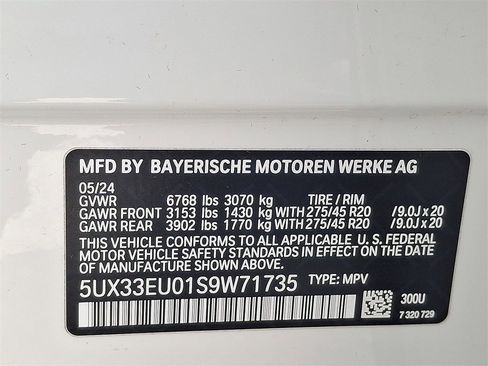 MFD BY BAYERISCHE MOTOREN WERKE AG
05/24
GVWR 6768 lbs 3070 kg TIRE / RIM
GAWR FRONT 3153 lbs 1430 kg WITH 275/45 R20 /9.0J x 20
GAWR REAR 3902 lbs 1770 kg WITH 275/45 R20 /9.0J x 20
THIS VEHICLE CONFORMS TO ALL APPLICABLE U.S. FEDERAL
MOTOR VEHICLE SAFETY STANDARDS IN EFFECT ON THE
DATE OF MANUFACTURE SHOWN ABOVE.
5UX33EU01S9W71735 TYPE: MPV
300U
7 320 729